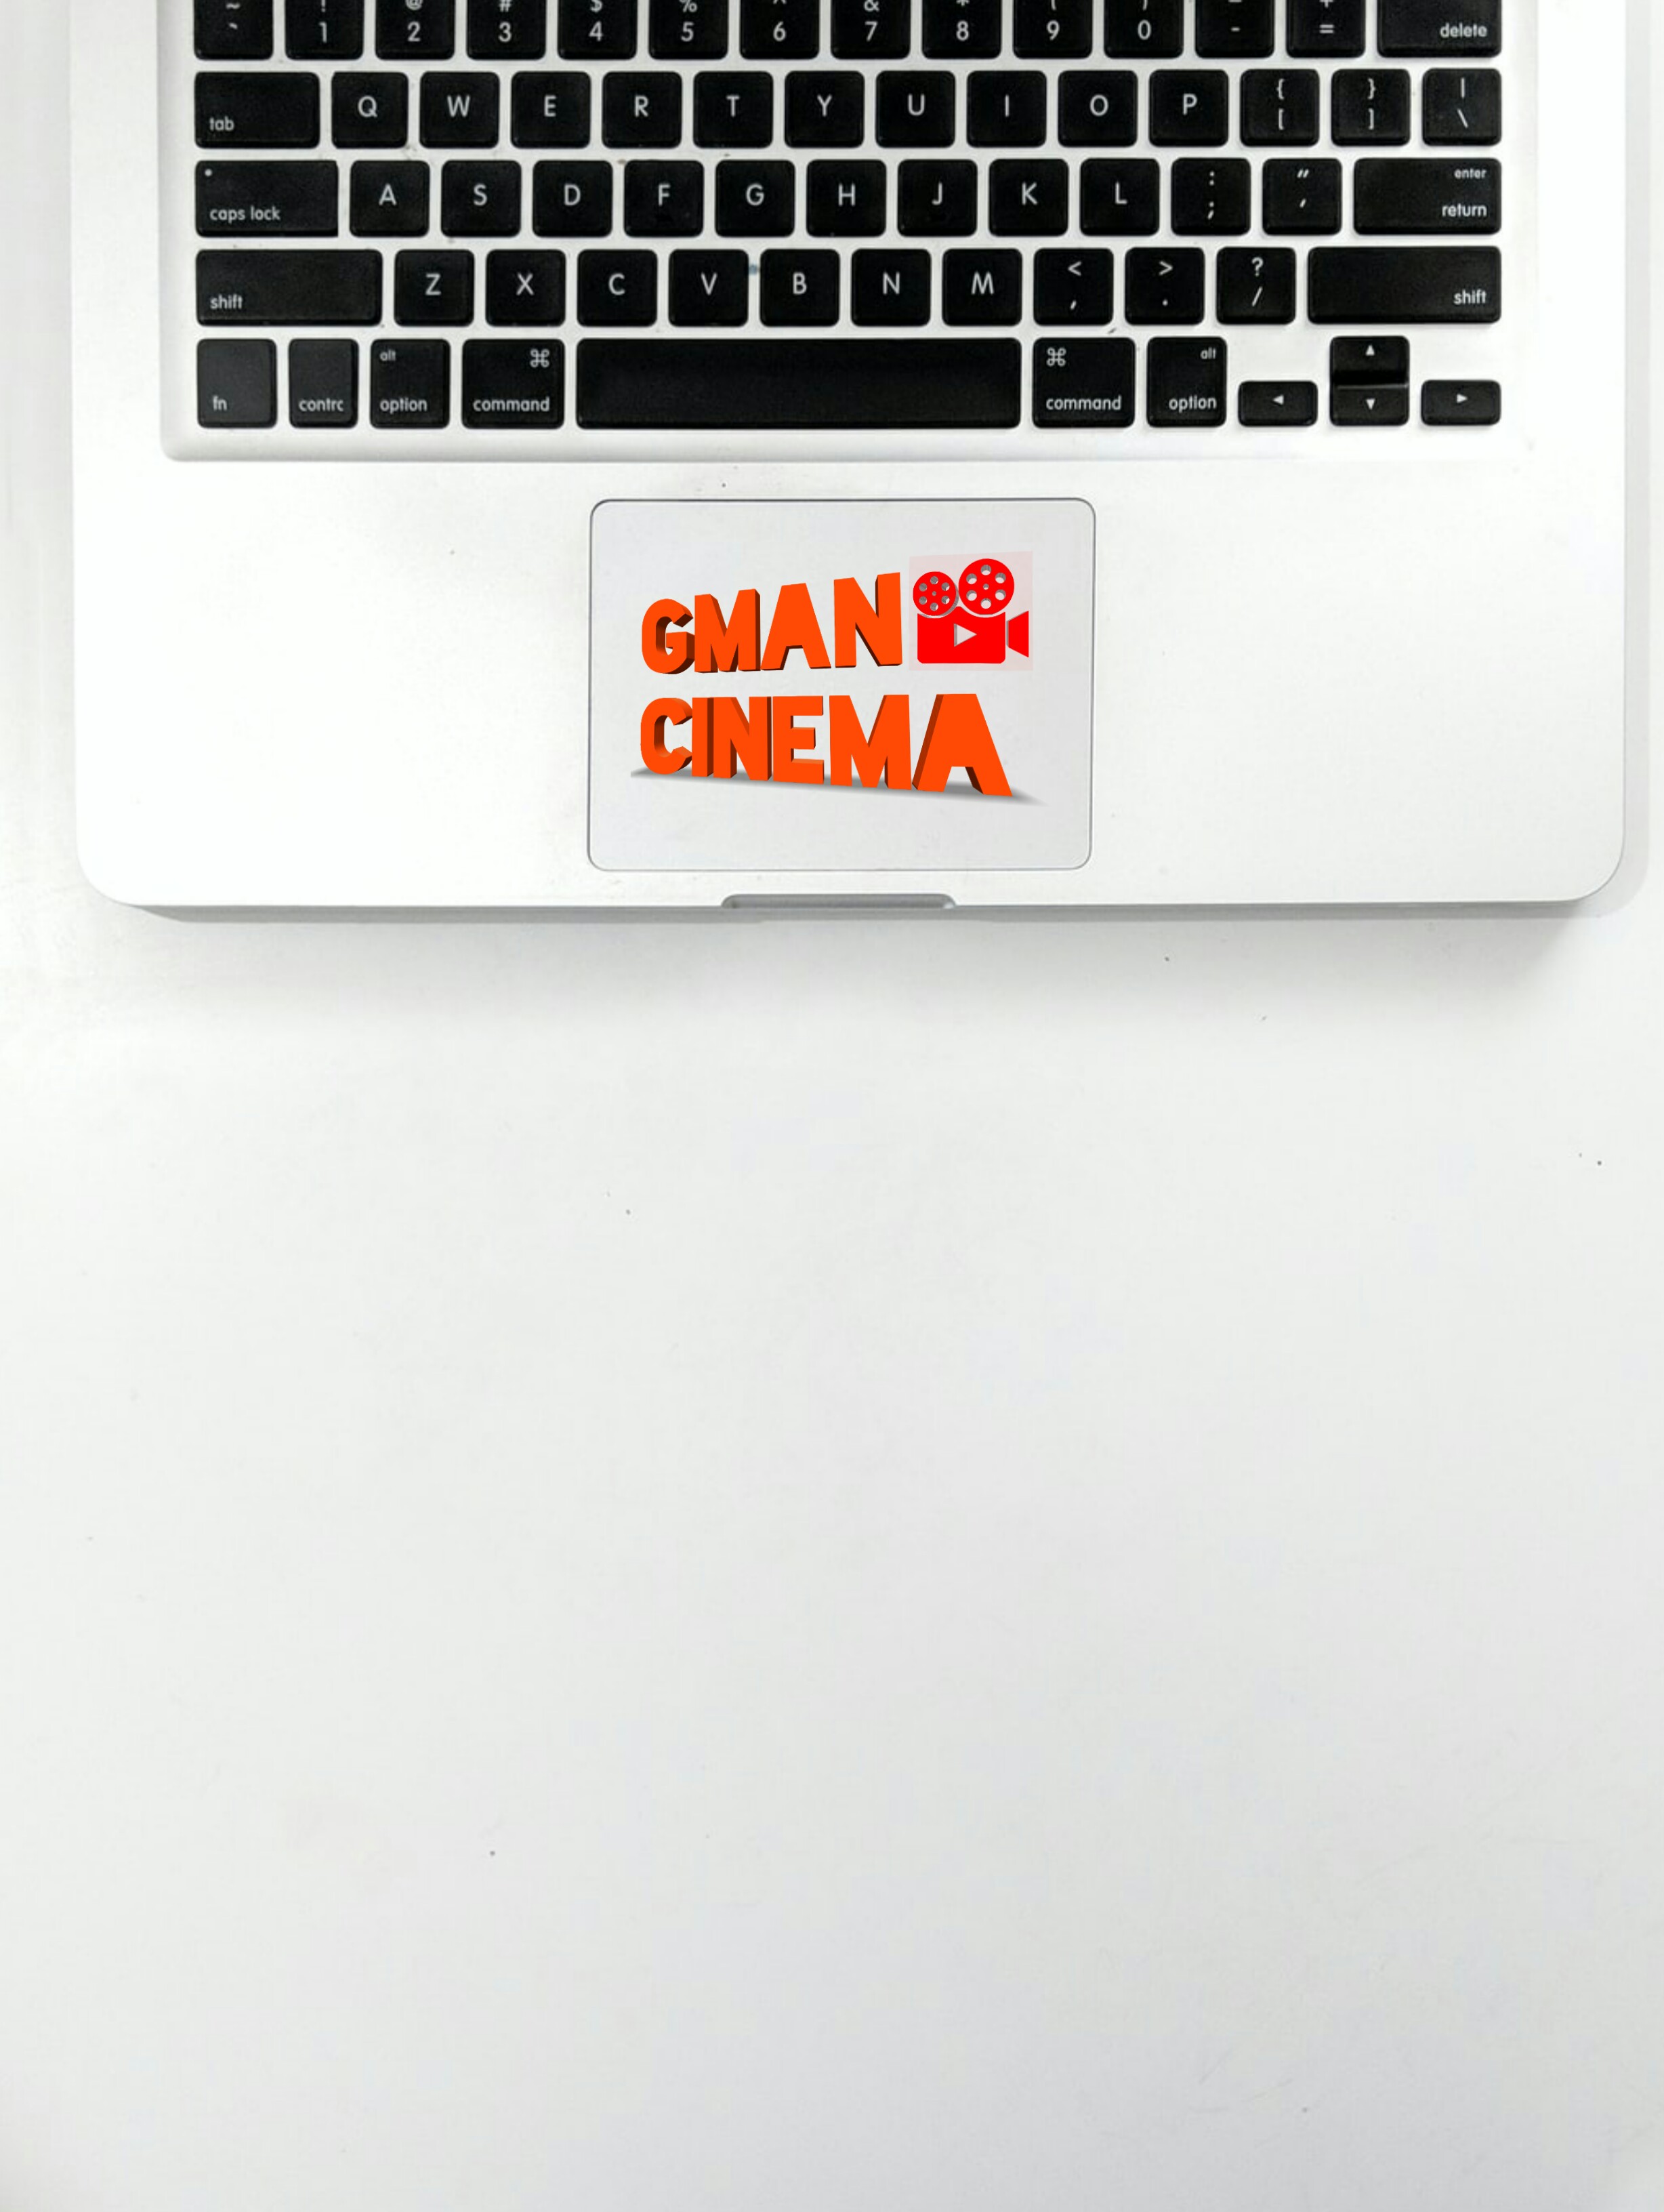 ~ ! @ # $ % ^ & * ( ) _ +
` 1 2 3 4 5 6 7 8 9 0 - = delete
tab Q W E R T Y U I O P { [ } ] | \
caps lock A S D F G H J K L : ; " ' enter return
shift Z X C V B N M < , > . ? / shift
fn contrc alt option ⌘ command ⌘ command alt option ◄ ▲ ▼ ►
GMAN
CINEMA